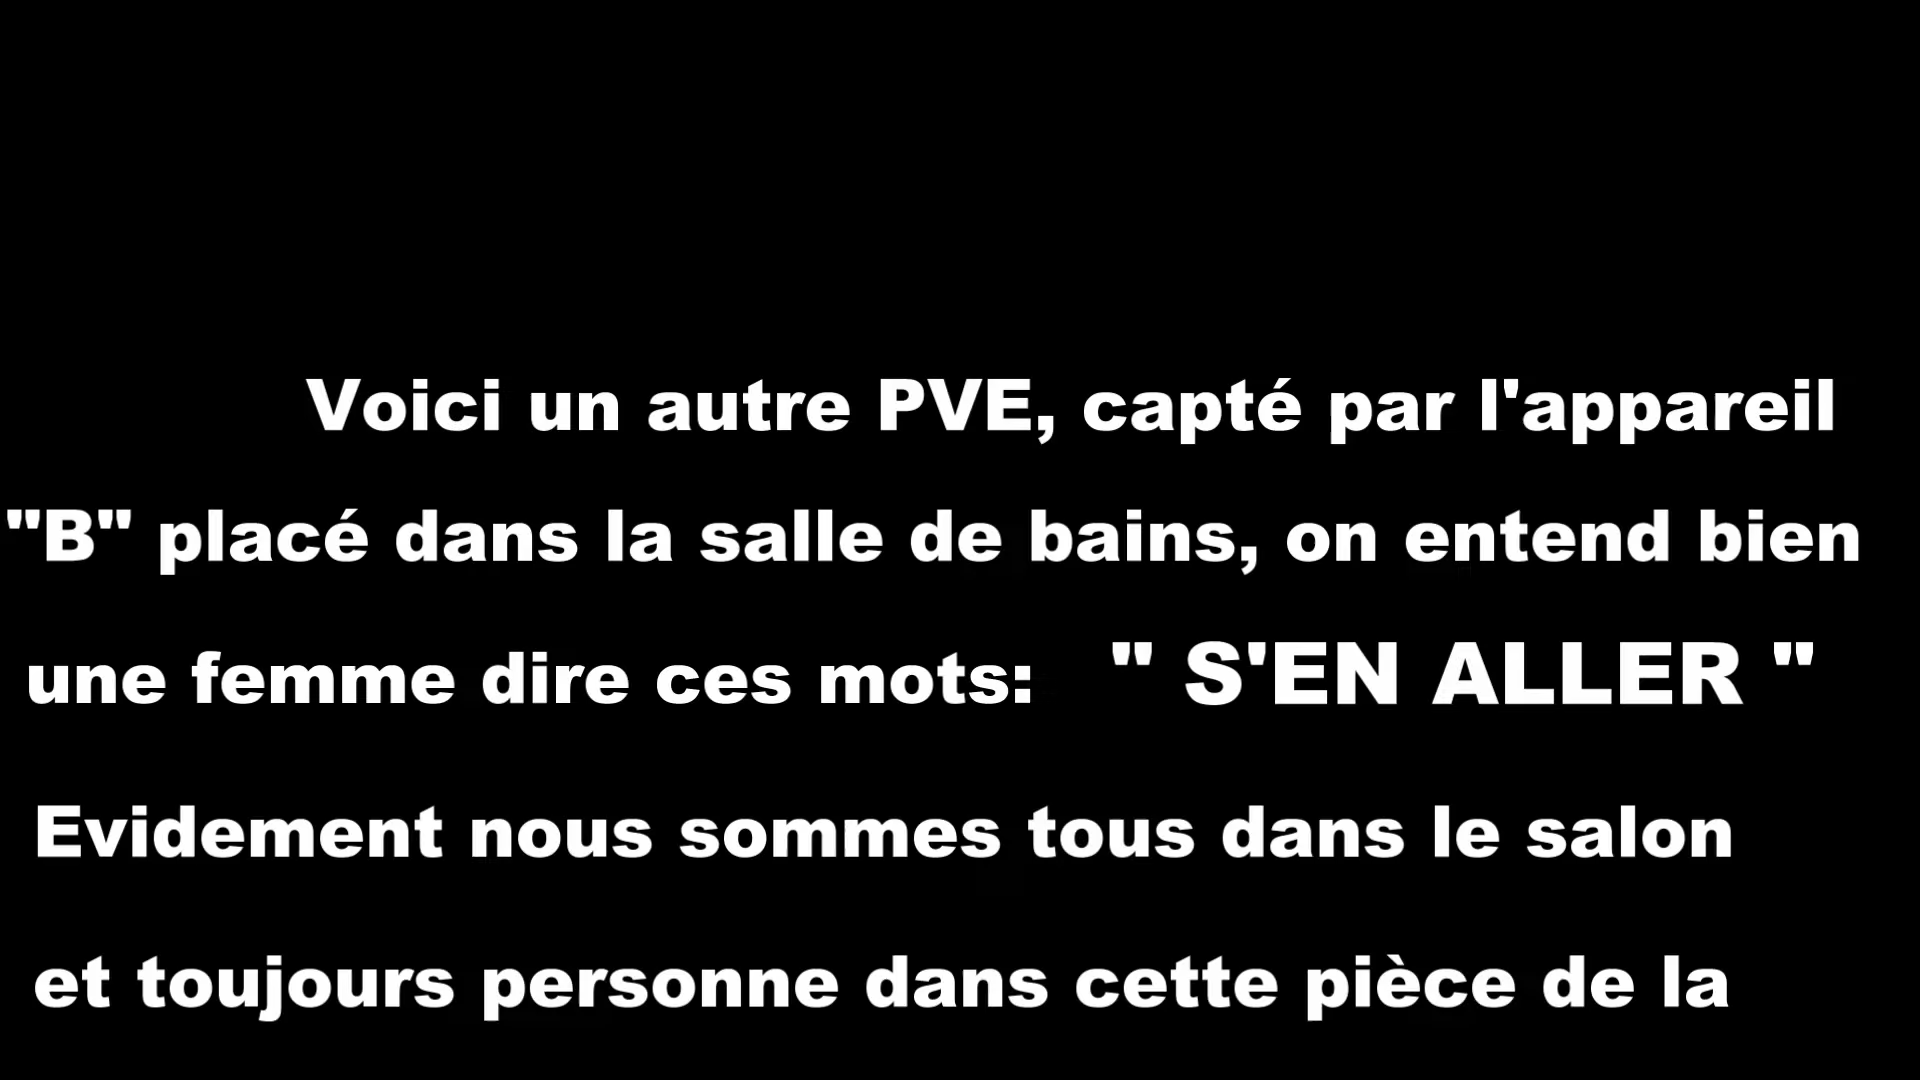 Voici un autre PVE, capté par l'appareil
"B" placé dans la salle de bains, on entend bien
une femme dire ces mots: " S'EN ALLER "
Evidement nous sommes tous dans le salon
et toujours personne dans cette pièce de la